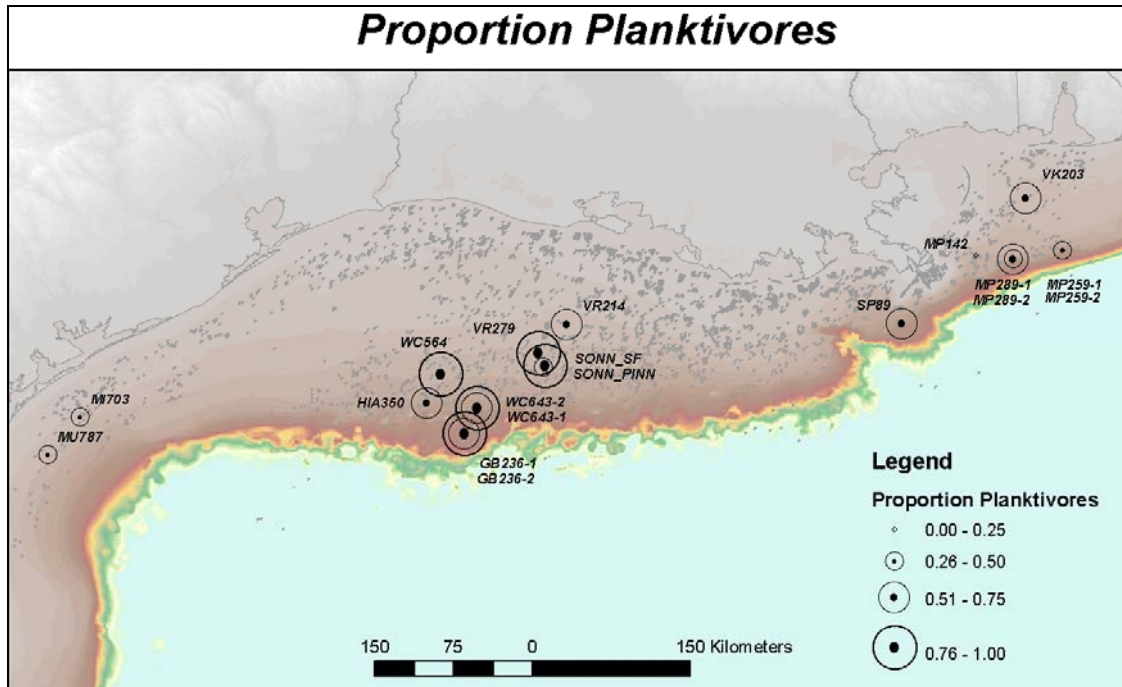 Proportion Planktivores
VK203
MP142
MP289-1
MP289-2
MP259-1
MP259-2
SP89
VR214
VR279
SONN_SF
SONN_PINN
WC564
HIA350
WC643-2
WC643-1
MI703
MU787
GB236-1
GB236-2
Legend
Proportion Planktivores
0.00 - 0.25
0.26 - 0.50
0.51 - 0.75
0.76 - 1.00
150 75 0 150 Kilometers